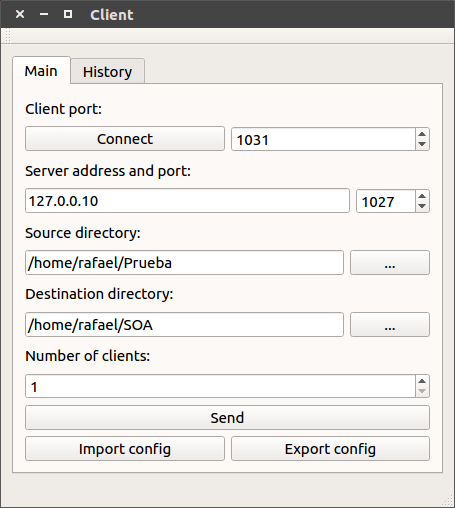 Client
Main History
Client port:
Connect 1031
Server address and port:
127.0.0.10 1027
Source directory:
/home/rafael/Prueba ...
Destination directory:
/home/rafael/SOA ...
Number of clients:
1
Send
Import config Export config